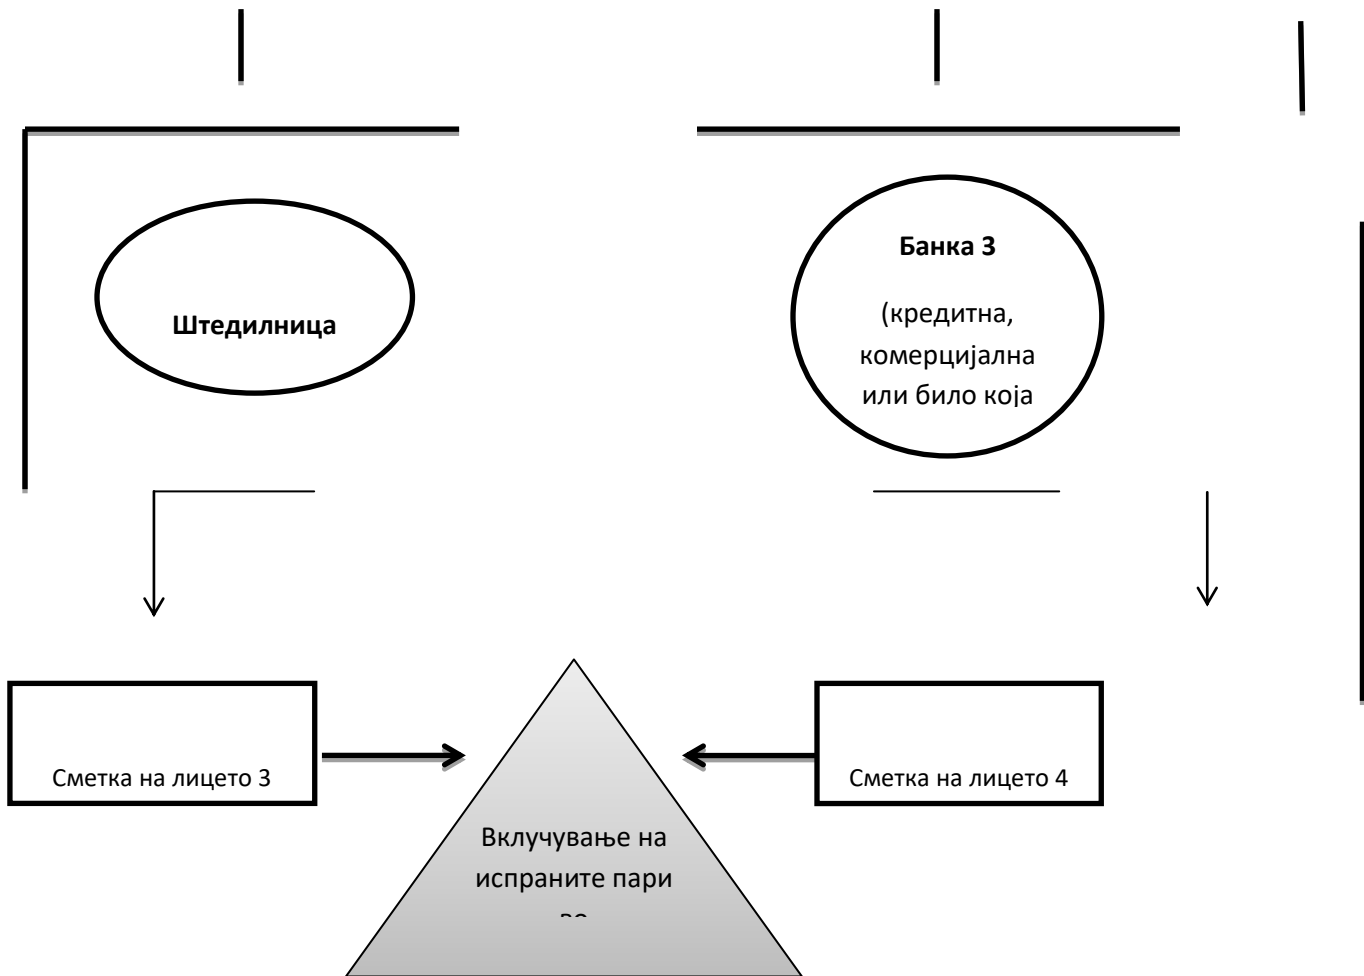 Штедилница
Банка 3
(кредитна,
комерцијална
или било која
Сметка на лицето 3
Сметка на лицето 4
Вклучување на
испраните пари